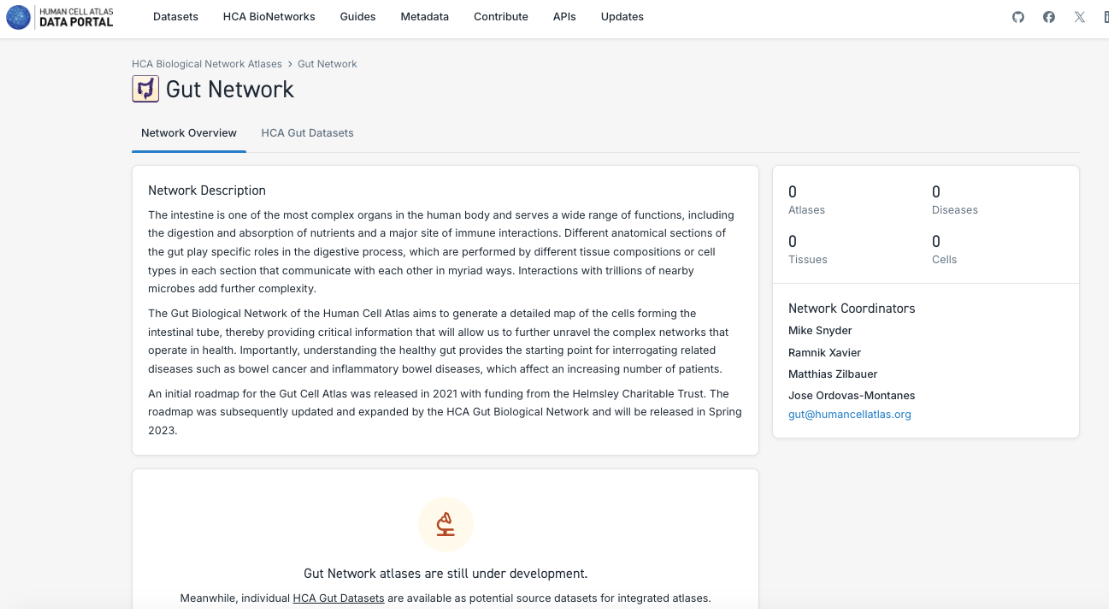 HUMAN CELL ATLAS
DATA PORTAL
Datasets HCA BioNetworks Guides Metadata Contribute APIs Updates
HCA Biological Network Atlases > Gut Network
Gut Network
Network Overview HCA Gut Datasets
Network Description
The intestine is one of the most complex organs in the human body and serves a wide range of functions, including
the digestion and absorption of nutrients and a major site of immune interactions. Different anatomical sections of
the gut play specific roles in the digestive process, which are performed by different tissue compositions or cell
types in each section that communicate with each other in myriad ways. Interactions with trillions of nearby
microbes add further complexity.
The Gut Biological Network of the Human Cell Atlas aims to generate a detailed map of the cells forming the
intestinal tube, thereby providing critical information that will allow us to further unravel the complex networks that
operate in health. Importantly, understanding the healthy gut provides the starting point for interrogating related
diseases such as bowel cancer and inflammatory bowel diseases, which affect an increasing number of patients.
An initial roadmap for the Gut Cell Atlas was released in 2021 with funding from the Helmsley Charitable Trust. The
roadmap was subsequently updated and expanded by the HCA Gut Biological Network and will be released in Spring
2023.
0 0
Atlases Diseases
0 0
Tissues Cells
Network Coordinators
Mike Snyder
Ramnik Xavier
Matthias Zilbauer
Jose Ordovas-Montanes
gut@humancellatlas.org
Gut Network atlases are still under development.
Meanwhile, individual HCA Gut Datasets are available as potential source datasets for integrated atlases.